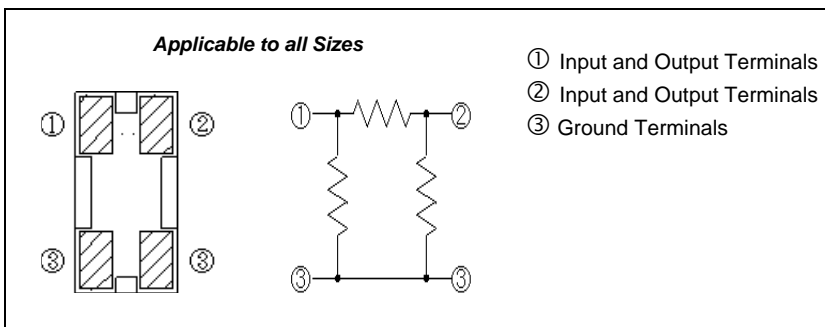 Applicable to all Sizes
① Input and Output Terminals
② Input and Output Terminals
③ Ground Terminals
① ②
③ ③
① ②
③ ③